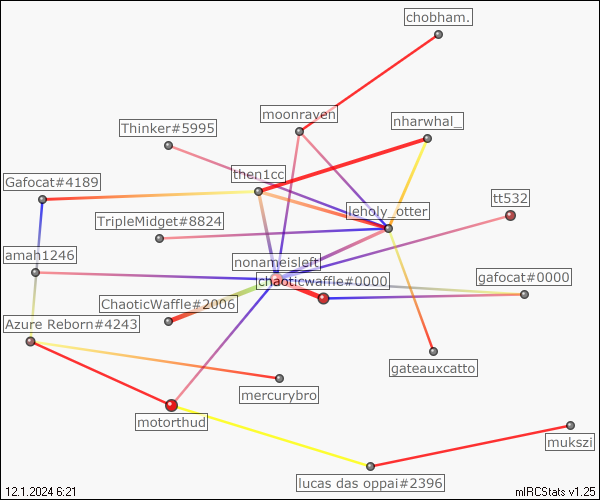 chobham.
moonraven
nharwhal_
Thinker#5995
then1cc
Gafocat#4189
tt532
leholy_otter
TripleMidget#8824
amah1246
nonameisleft
chaoticwaffle#0000
gafocat#0000
ChaoticWaffle#2006
Azure Reborn#4243
gateauxcatto
mercurybro
motorthud
mukszi
lucas das oppai#2396
12.1.2024 6:21
mIRCStats v1.25